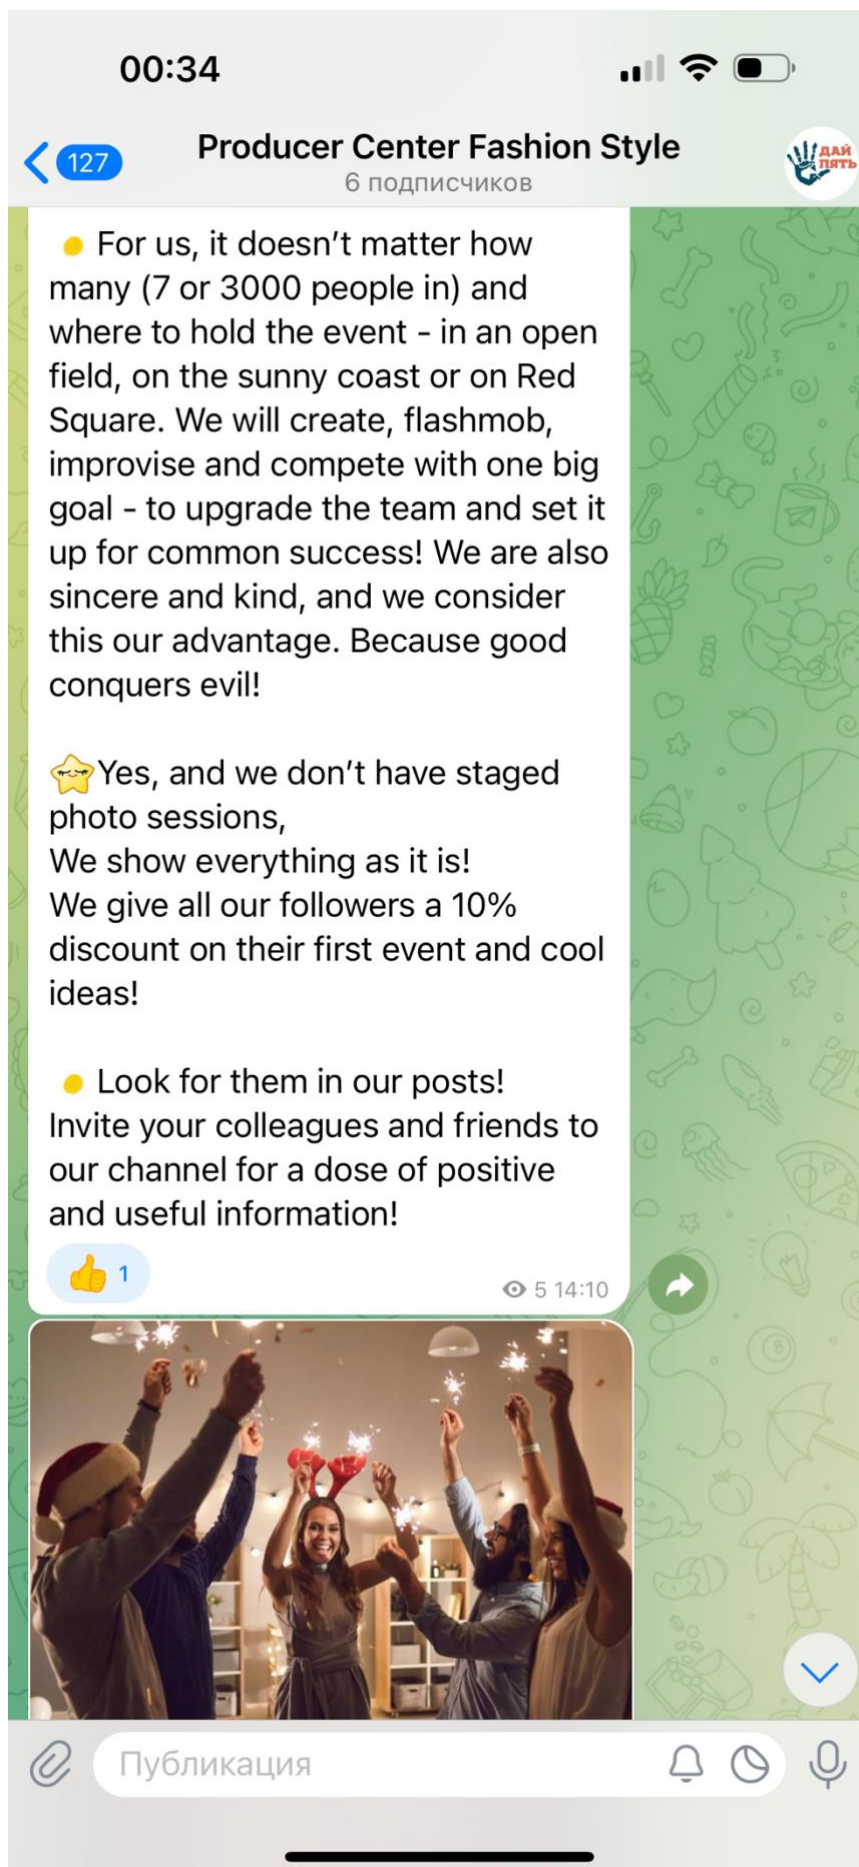 00:34
127
Producer Center Fashion Style
6 подписчиков
ДАЙ
ПЯТЬ
For us, it doesn’t matter how
many (7 or 3000 people in) and
where to hold the event - in an open
field, on the sunny coast or on Red
Square. We will create, flashmob,
improvise and compete with one big
goal - to upgrade the team and set it
up for common success! We are also
sincere and kind, and we consider
this our advantage. Because good
conquers evil!
Yes, and we don’t have staged
photo sessions,
We show everything as it is!
We give all our followers a 10%
discount on their first event and cool
ideas!
Look for them in our posts!
Invite your colleagues and friends to
our channel for a dose of positive
and useful information!
1
5 14:10
Публикация